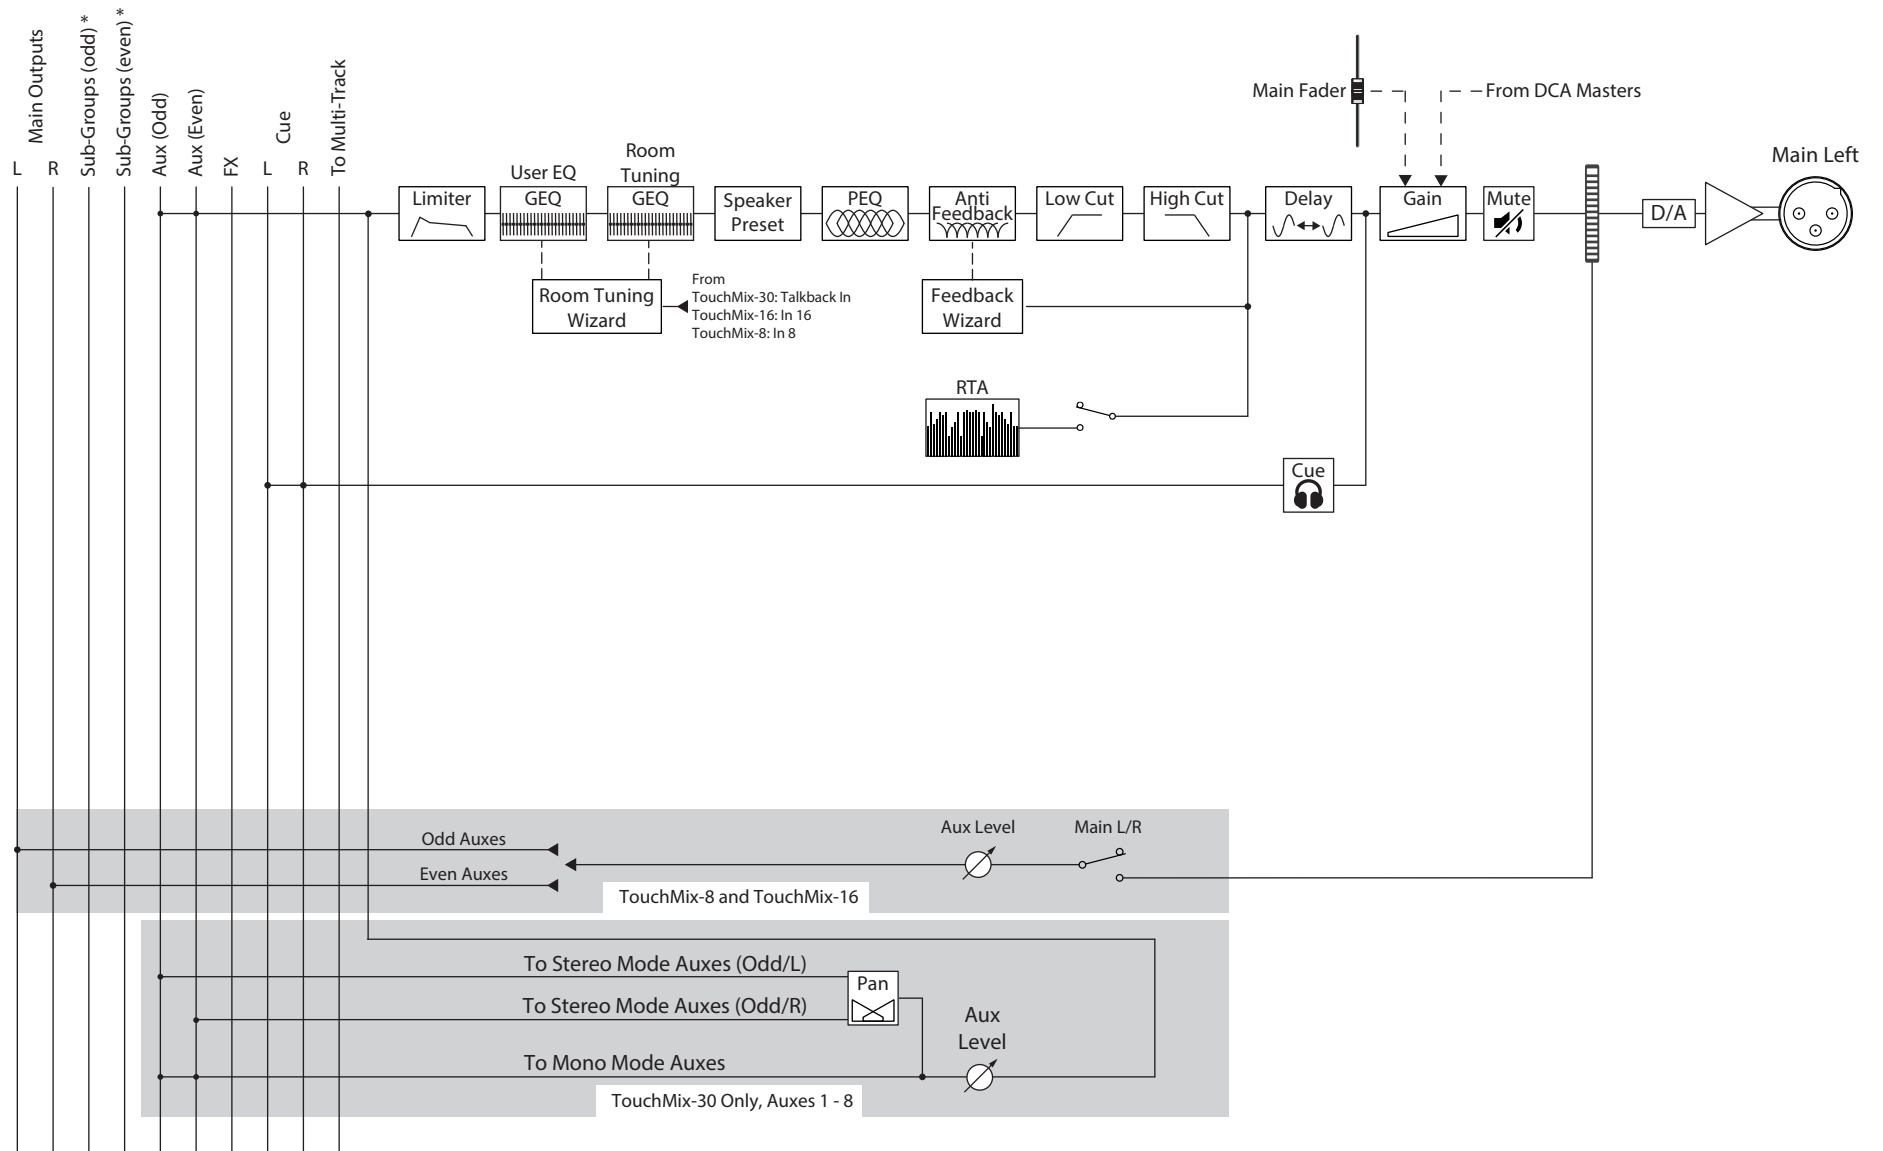 Main Outputs
L
R
Sub-Groups (odd) *
Sub-Groups (even) *
Aux (Odd)
Aux (Even)
FX
Cue
L
R
To Multi-Track
Main Fader
From DCA Masters
Main Left
User EQ
Room
Tuning
Limiter
GEQ
GEQ
Speaker
Preset
PEQ
Anti
Feedback
Low Cut
High Cut
Delay
Gain
Mute
D/A
Room Tuning
Wizard
From
TouchMix-30: Talkback In
TouchMix-16: In 16
TouchMix-8: In 8
Feedback
Wizard
RTA
Cue
Odd Auxes
Even Auxes
Aux Level
Main L/R
TouchMix-8 and TouchMix-16
To Stereo Mode Auxes (Odd/L)
To Stereo Mode Auxes (Odd/R)
Pan
Aux
Level
To Mono Mode Auxes
TouchMix-30 Only, Auxes 1 - 8